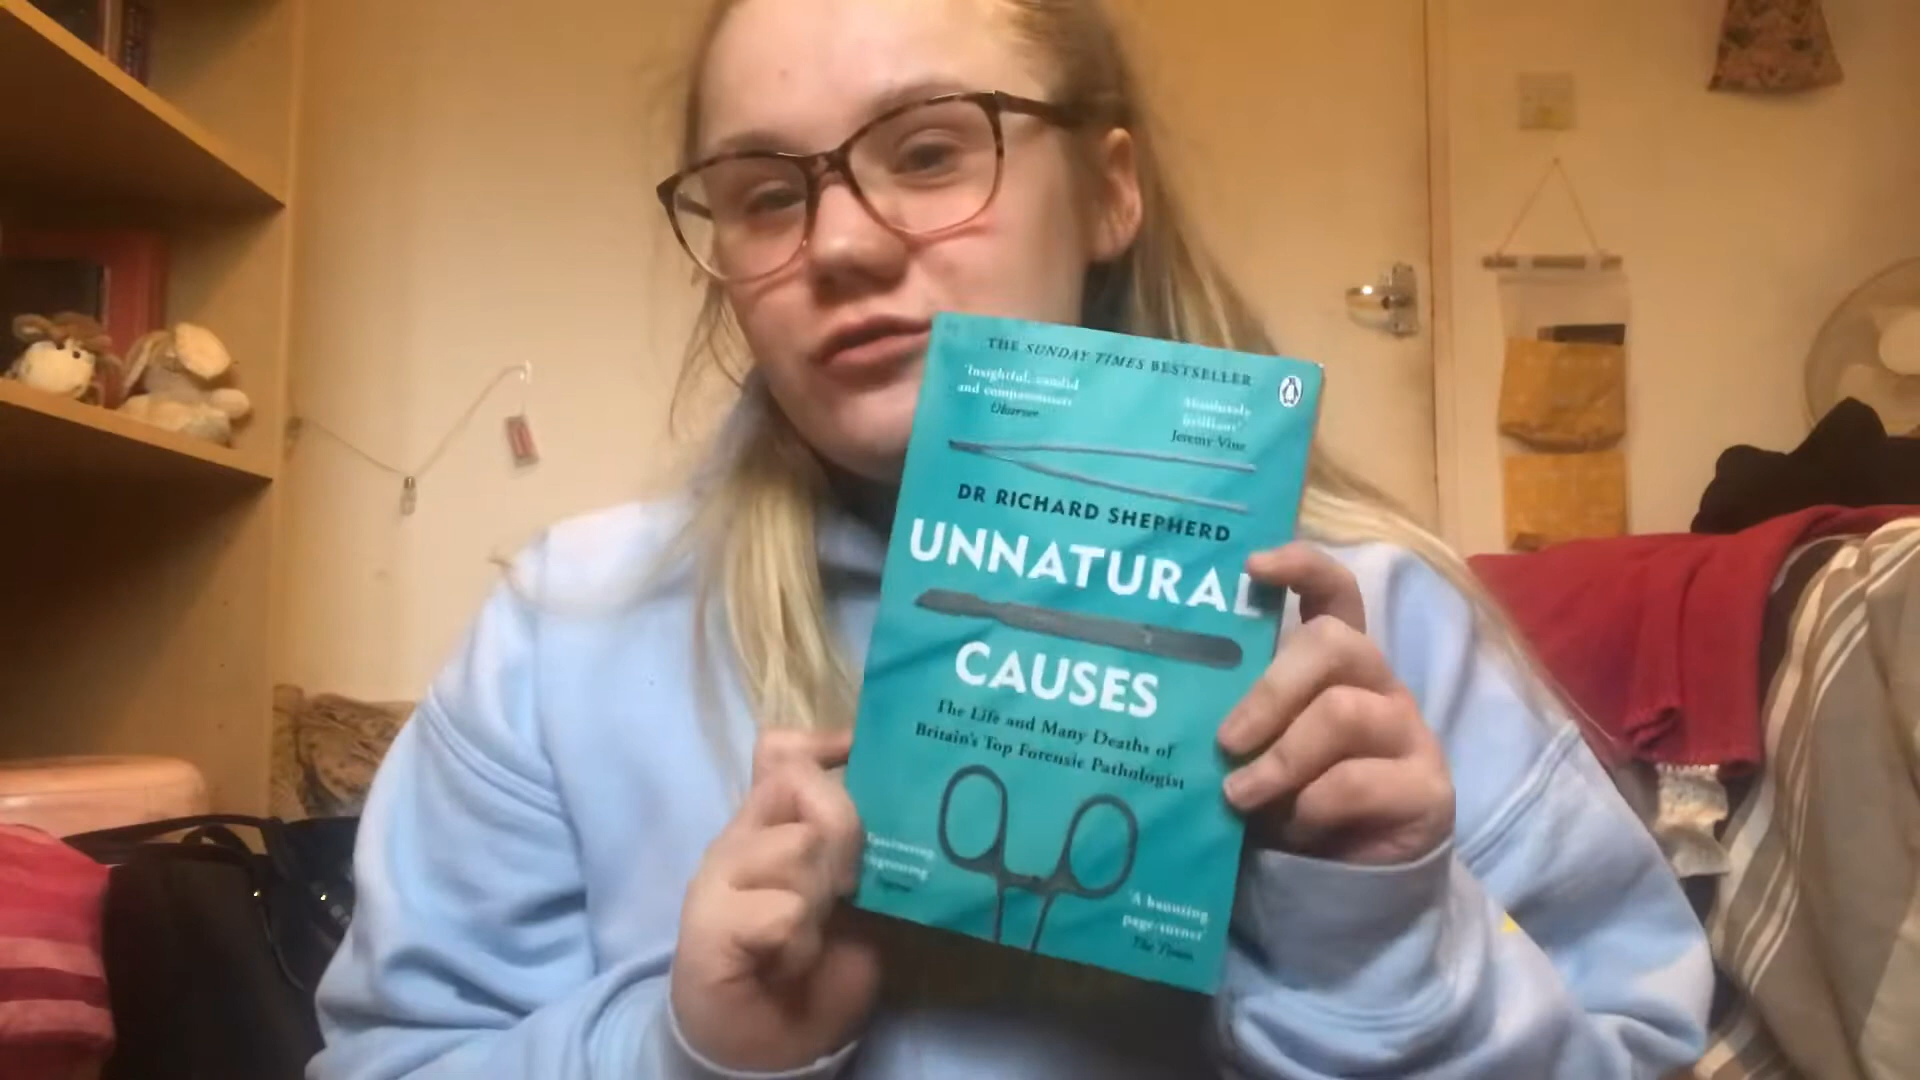 THE SUNDAY TIMES BESTSELLER
'Insightful, candid
and compassionate'
Observer
'Absolutely
brilliant'
Jeremy Vine
DR RICHARD SHEPHERD
UNNATURAL
CAUSES
The Life and Many Deaths of
Britain's Top Forensic Pathologist
'A haunting
page-turner'
The Times